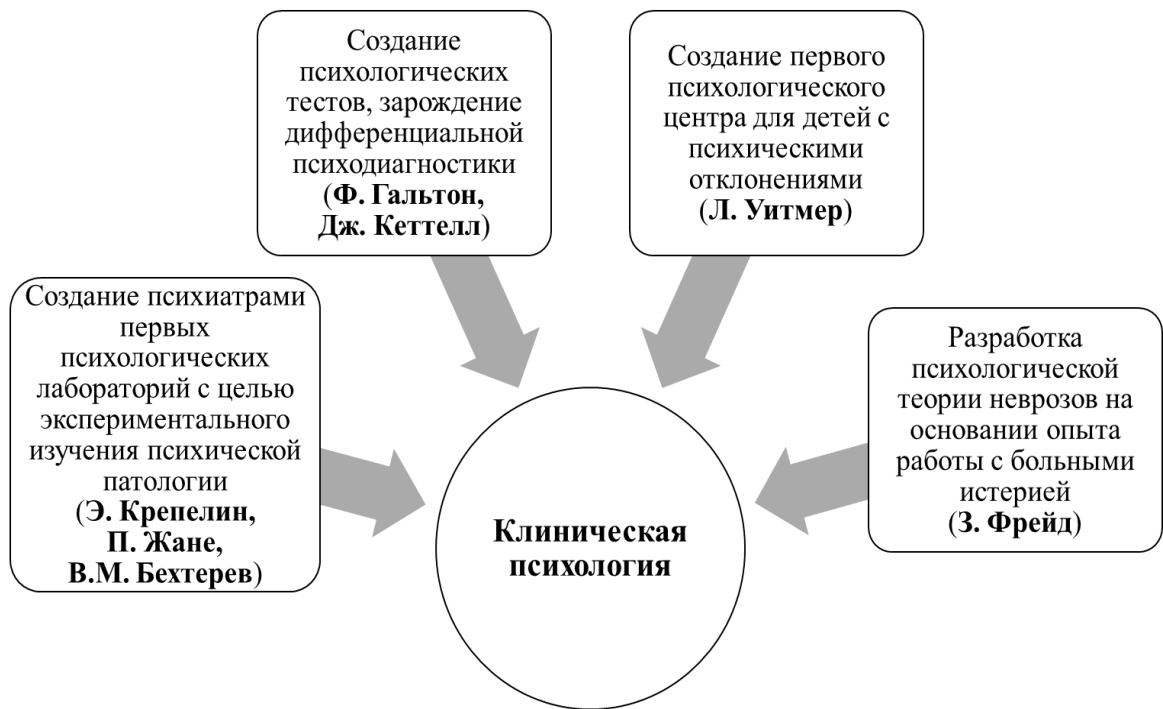 Создание
психологических
тестов, зарождение
дифференциальной
психодиагностики
(Ф. Гальтон,
Дж. Кеттелл)
Создание первого
психологического
центра для детей с
психическими
отклонениями
(Л. Уитмер)
Создание психиатрами
первых
психологических
лабораторий с целью
экспериментального
изучения психической
патологии
(Э. Крепелин,
П. Жане,
В.М. Бехтерев)
Разработка
психологической
теории неврозов на
основании опыта
работы с больными
истерией
(З. Фрейд)
Клиническая
психология